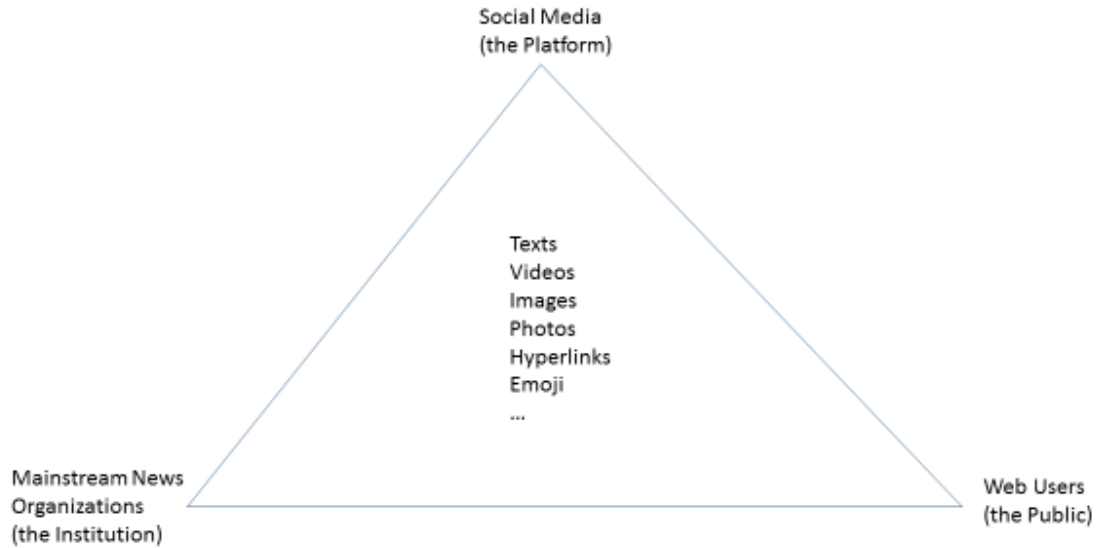 Social Media
(the Platform)
Texts
Videos
Images
Photos
Hyperlinks
Emoji
...
Mainstream News
Organizations
(the Institution)
Web Users
(the Public)